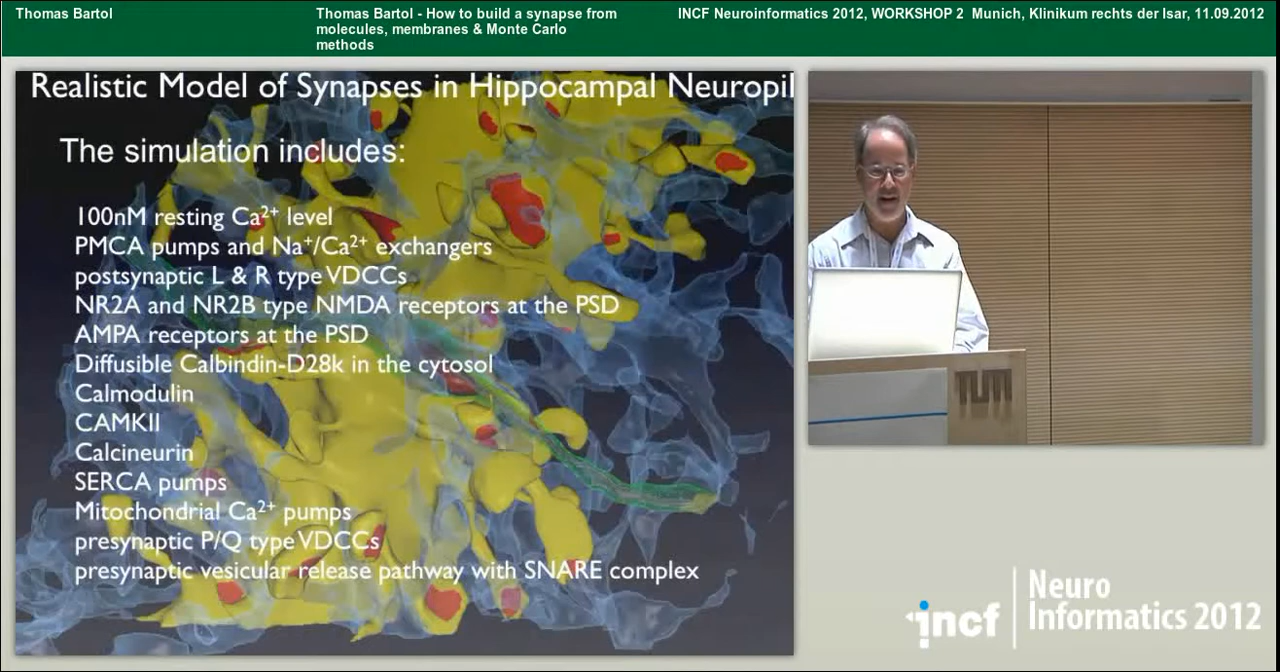 Thomas Bartol
Thomas Bartol - How to build a synapse from
molecules, membranes & Monte Carlo
methods
INCF Neuroinformatics 2012, WORKSHOP 2 Munich, Klinikum rechts der Isar, 11.09.2012
Realistic Model of Synapses in Hippocampal Neuropil
The simulation includes:
100nM resting Ca²⁺ level
PMCA pumps and Na⁺/Ca²⁺ exchangers
postsynaptic L & R type VDCCs
NR2A and NR2B type NMDA receptors at the PSD
AMPA receptors at the PSD
Diffusible Calbindin-D28k in the cytosol
Calmodulin
CAMKII
Calcineurin
SERCA pumps
Mitochondrial Ca²⁺ pumps
presynaptic P/Q type VDCCs
presynaptic vesicular release pathway with SNARE complex
TUM
incf
Neuro
Informatics 2012